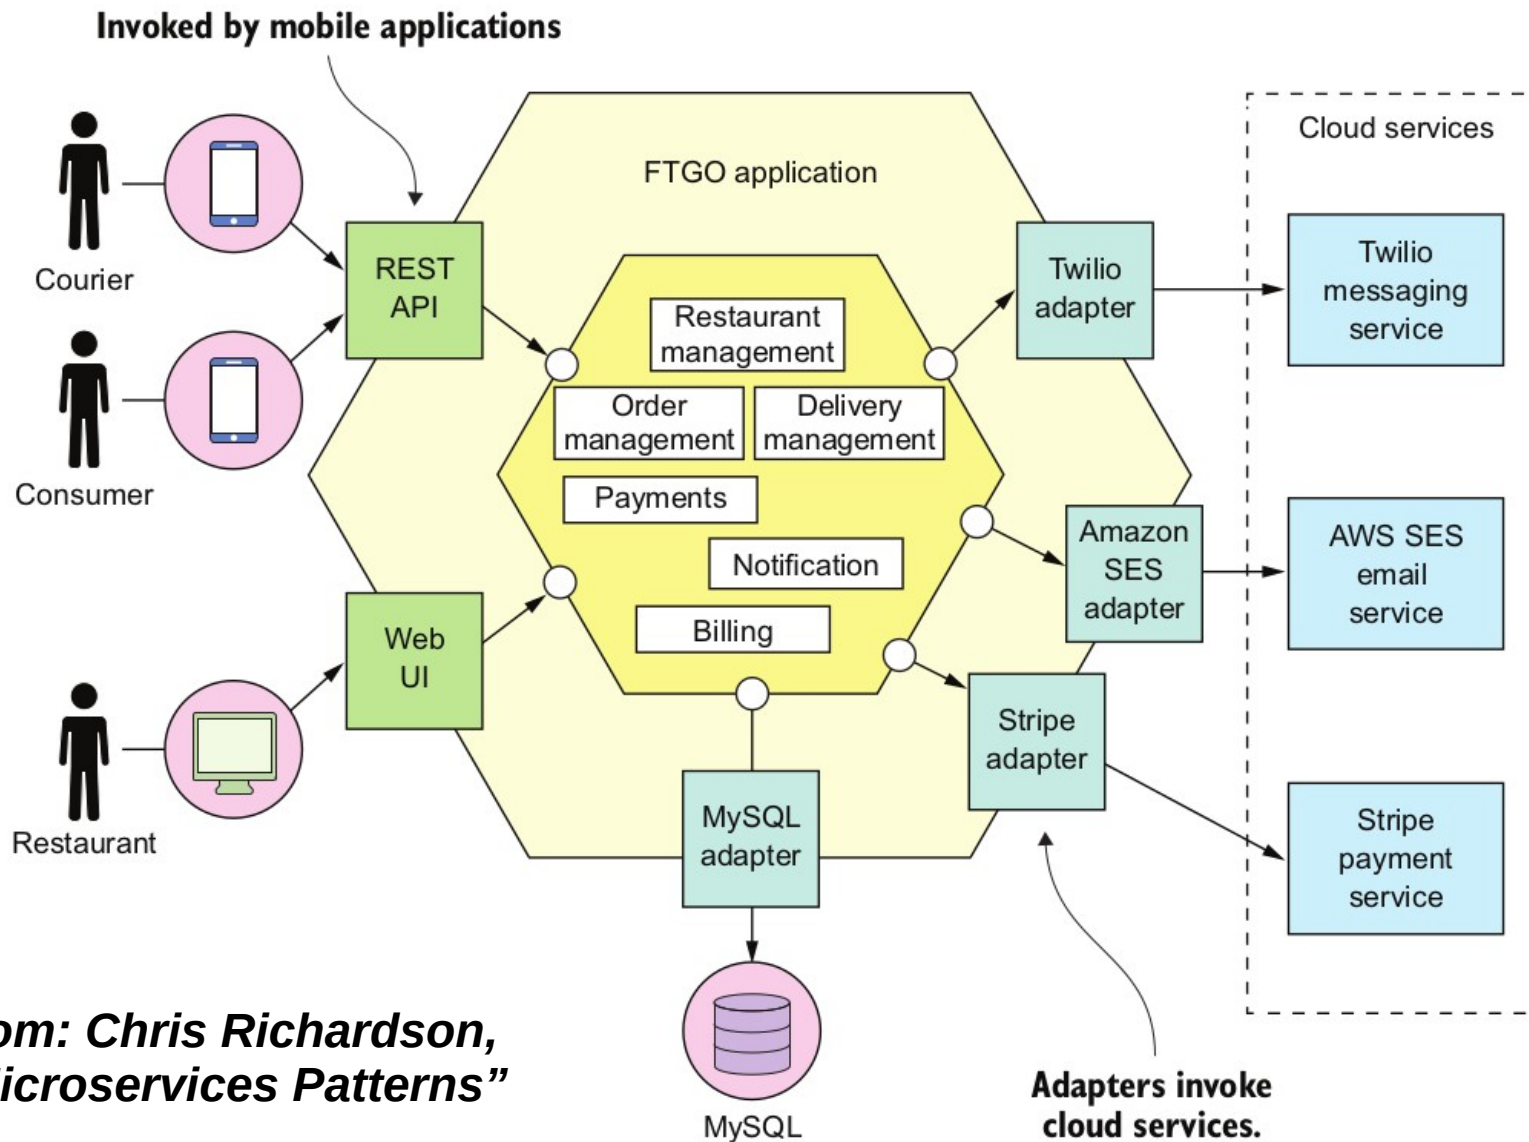 Invoked by mobile applications
Cloud services
FTGO application
Courier
REST
API
Twilio
adapter
Twilio
messaging
service
Restaurant
management
Order
management
Delivery
management
Consumer
Payments
Amazon
SES
adapter
AWS SES
email
service
Notification
Billing
Web
UI
Restaurant
Stripe
adapter
MySQL
adapter
Stripe
payment
service
om: Chris Richardson,
icroservices Patterns”
MySQL
Adapters invoke
cloud services.